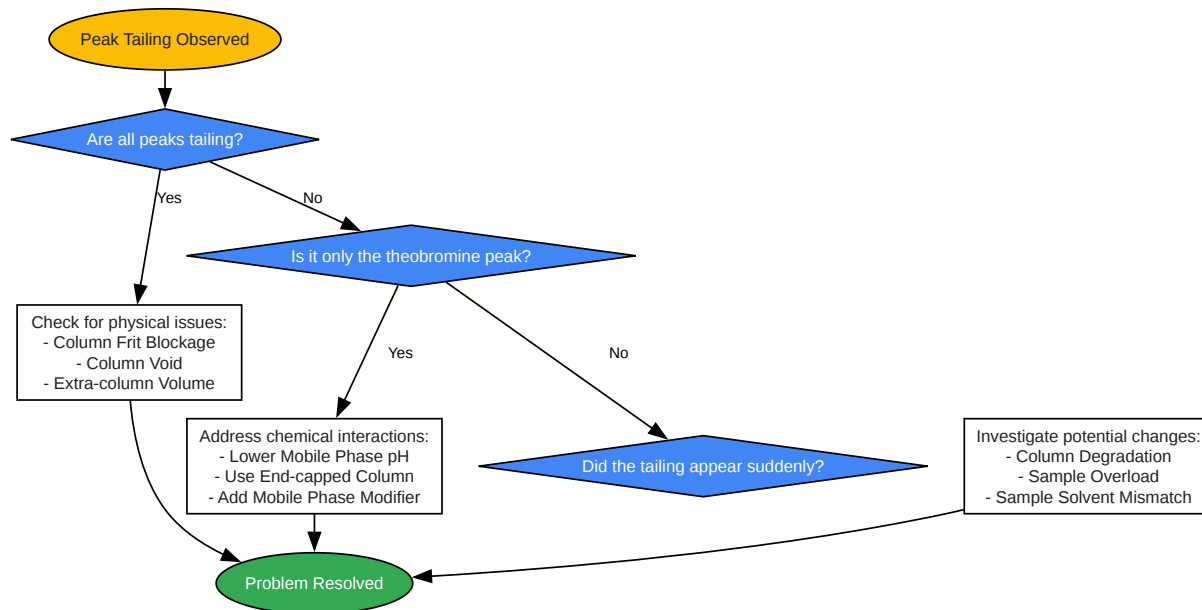 Peak Tailing Observed
Are all peaks tailing?
Yes
No
Is it only the theobromine peak?
Check for physical issues:
- Column Frit Blockage
- Column Void
- Extra-column Volume
Yes
No
Address chemical interactions:
- Lower Mobile Phase pH
- Use End-capped Column
- Add Mobile Phase Modifier
Did the tailing appear suddenly?
Investigate potential changes:
- Column Degradation
- Sample Overload
- Sample Solvent Mismatch
Problem Resolved